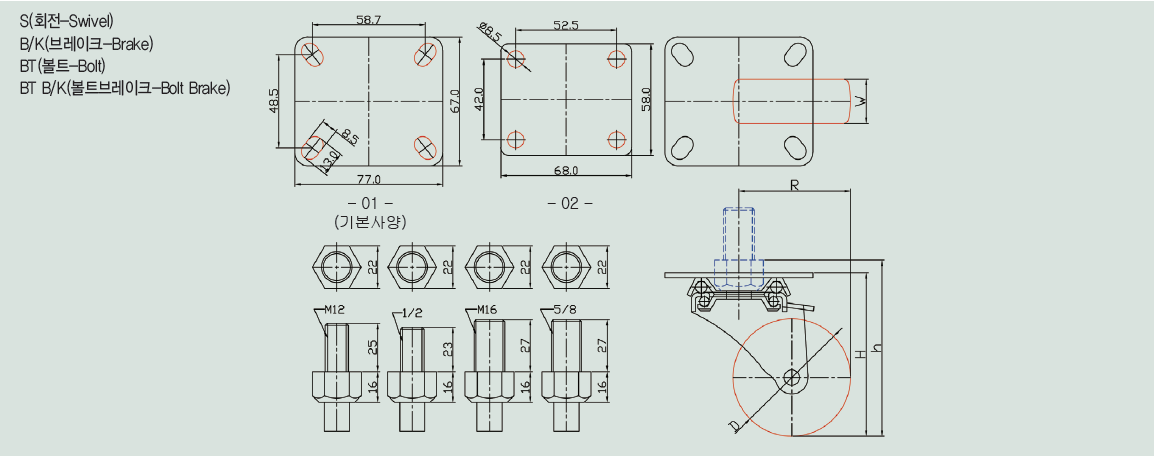 S(회전-Swivel)
B/K(브레이크-Brake)
BT(볼트-Bolt)
BT B/K(볼트브레이크-Bolt Brake)
58.7
48.5
67.0
8.5
13.0
77.0
- 01 -
(기본사양)
ø8.5
52.5
42.0
58.0
68.0
- 02 -
W
R
22
22
22
22
M12
1/2
M16
5/8
25
23
27
27
16
16
16
16
H
h
D